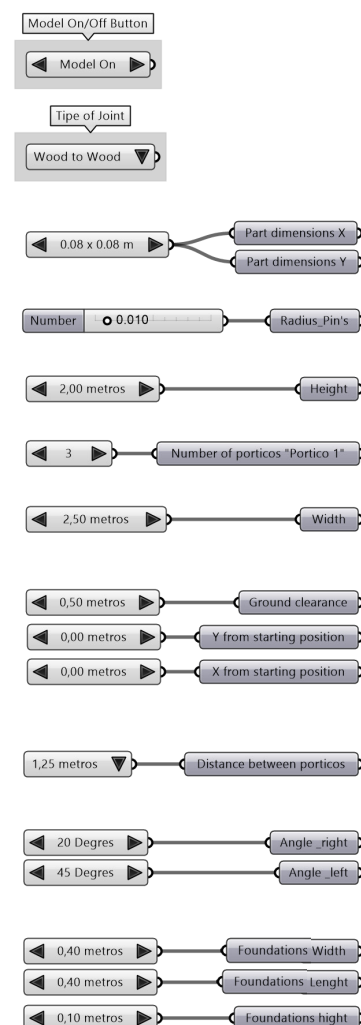 Model On/Off Button
Model On
Tipe of Joint
Wood to Wood
0.08 x 0.08 m
Part dimensions X
Part dimensions Y
Number 0.010 Radius_Pin's
2,00 metros Height
3 Number of porticos "Portico 1"
2,50 metros Width
0,50 metros Ground clearance
0,00 metros Y from starting position
0,00 metros X from starting position
1,25 metros Distance between porticos
20 Degres Angle _right
45 Degres Angle _left
0,40 metros Foundations Width
0,40 metros Foundations Lenght
0,10 metros Foundations hight